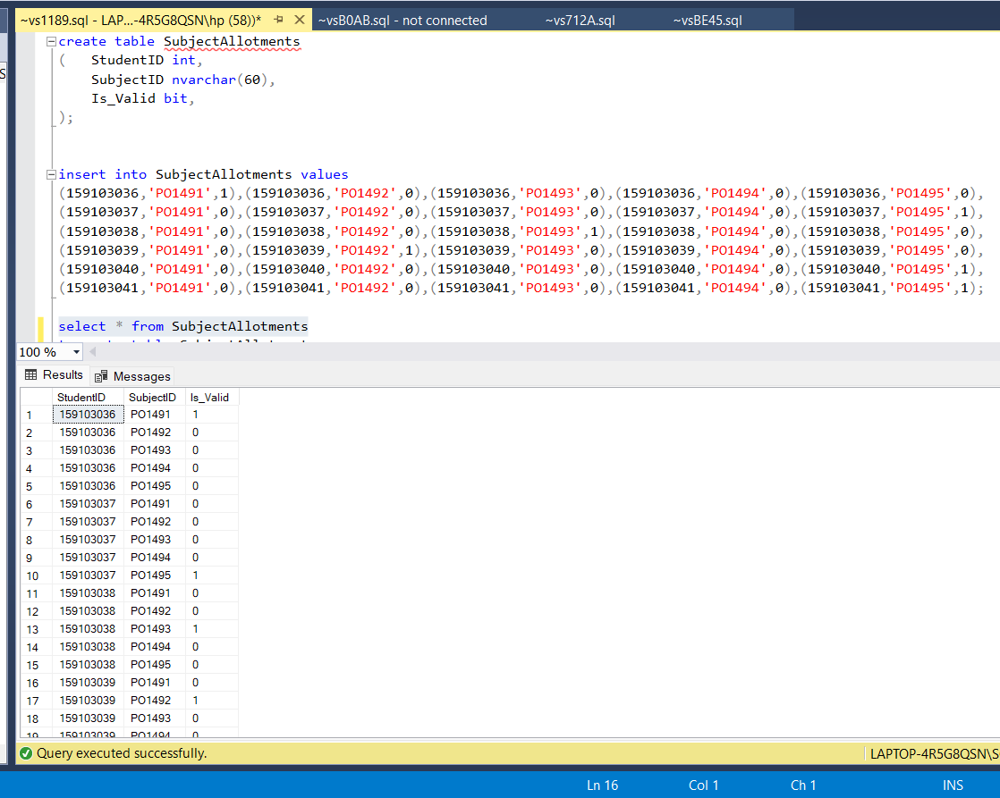 ~vs1189.sql - LAP...-4R5G8QSN\hp (58))* ~vsB0AB.sql - not connected ~vs712A.sql ~vsBE45.sql
create table SubjectAllotments
( StudentID int,
SubjectID nvarchar(60),
Is_Valid bit,
);
insert into SubjectAllotments values
(159103036,'PO1491',1),(159103036,'PO1492',0),(159103036,'PO1493',0),(159103036,'PO1494',0),(159103036,'PO1495',0),
(159103037,'PO1491',0),(159103037,'PO1492',0),(159103037,'PO1493',0),(159103037,'PO1494',0),(159103037,'PO1495',1),
(159103038,'PO1491',0),(159103038,'PO1492',0),(159103038,'PO1493',1),(159103038,'PO1494',0),(159103038,'PO1495',0),
(159103039,'PO1491',0),(159103039,'PO1492',1),(159103039,'PO1493',0),(159103039,'PO1494',0),(159103039,'PO1495',0),
(159103040,'PO1491',0),(159103040,'PO1492',0),(159103040,'PO1493',0),(159103040,'PO1494',0),(159103040,'PO1495',1),
(159103041,'PO1491',0),(159103041,'PO1492',0),(159103041,'PO1493',0),(159103041,'PO1494',0),(159103041,'PO1495',1);
select * from SubjectAllotments
100 %
Results Messages
StudentID SubjectID Is_Valid
1 159103036 PO1491 1
2 159103036 PO1492 0
3 159103036 PO1493 0
4 159103036 PO1494 0
5 159103036 PO1495 0
6 159103037 PO1491 0
7 159103037 PO1492 0
8 159103037 PO1493 0
9 159103037 PO1494 0
10 159103037 PO1495 1
11 159103038 PO1491 0
12 159103038 PO1492 0
13 159103038 PO1493 1
14 159103038 PO1494 0
15 159103038 PO1495 0
16 159103039 PO1491 0
17 159103039 PO1492 1
18 159103039 PO1493 0
19 159103039 PO1494 0
Query executed successfully. LAPTOP-4R5G8QSN\S
Ln 16 Col 1 Ch 1 INS